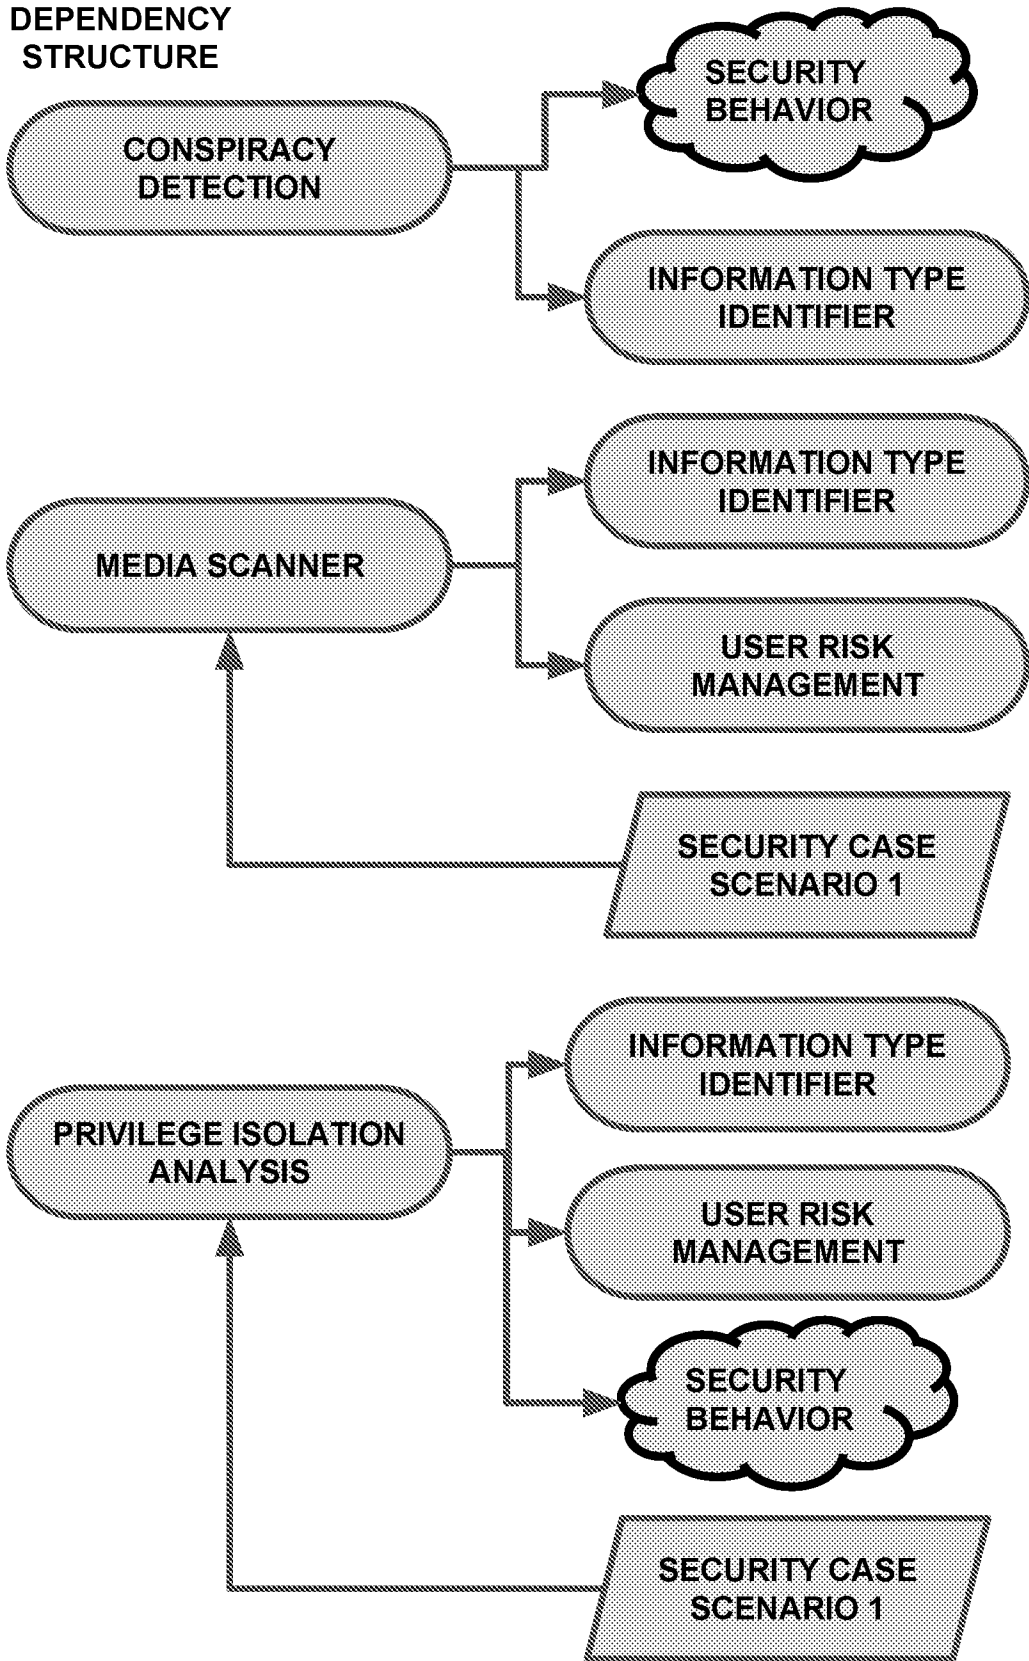 DEPENDENCY
STRUCTURE
SECURITY
BEHAVIOR
CONSPIRACY
DETECTION
INFORMATION TYPE
IDENTIFIER
INFORMATION TYPE
IDENTIFIER
MEDIA SCANNER
USER RISK
MANAGEMENT
SECURITY CASE
SCENARIO 1
INFORMATION TYPE
IDENTIFIER
PRIVILEGE ISOLATION
ANALYSIS
USER RISK
MANAGEMENT
SECURITY
BEHAVIOR
SECURITY CASE
SCENARIO 1